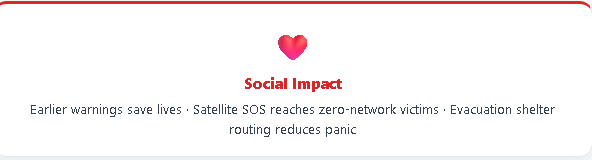 Social Impact
Earlier warnings save lives · Satellite SOS reaches zero-network victims · Evacuation shelter
routing reduces panic